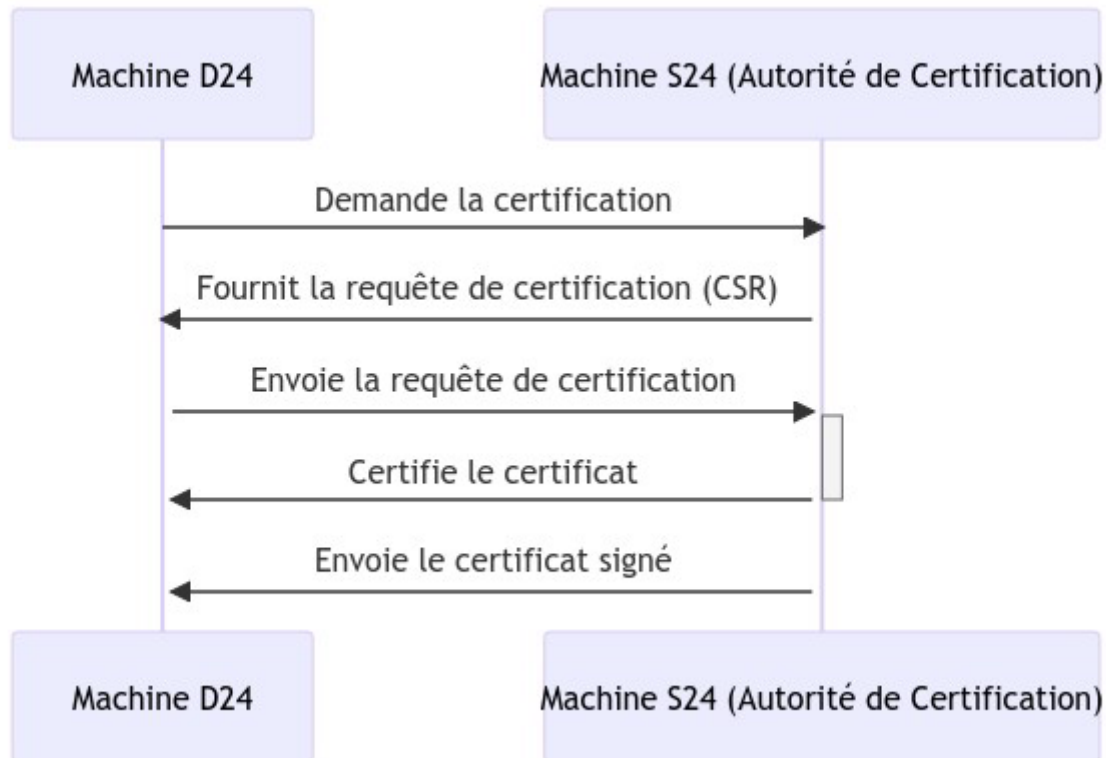 Machine D24
Machine S24 (Autorité de Certification)
Demande la certification
Fournit la requête de certification (CSR)
Envoie la requête de certification
Certifie le certificat
Envoie le certificat signé
Machine D24
Machine S24 (Autorité de Certification)